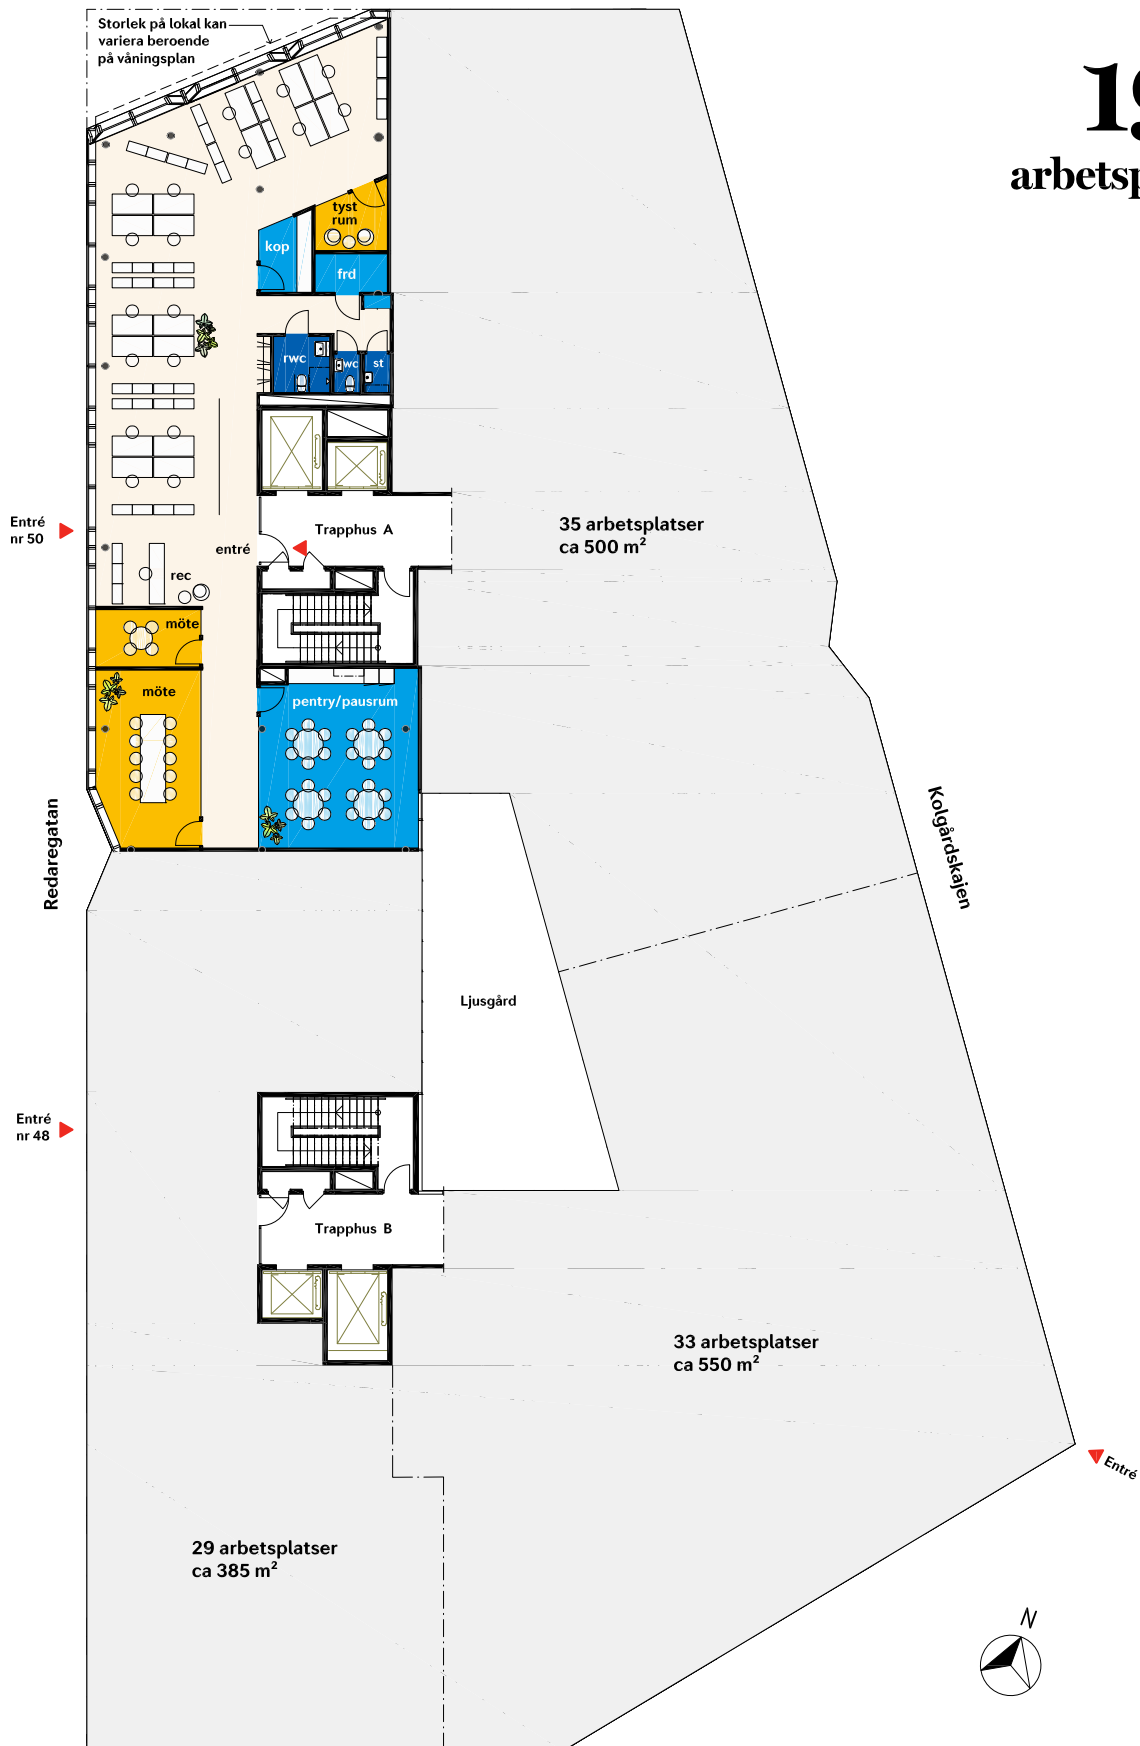 Storlek på lokal kan
variera beroende
på våningsplan
tyst
rum
kop
frd
rwc
wc
st
Entré
nr 50
entré
Trapphus A
35 arbetsplatser
ca 500 m²
rec
möte
möte
pentry/pausrum
Redaregatan
Kolgårdskajen
Ljusgård
Entré
nr 48
Trapphus B
33 arbetsplatser
ca 550 m²
Entré
29 arbetsplatser
ca 385 m²
N